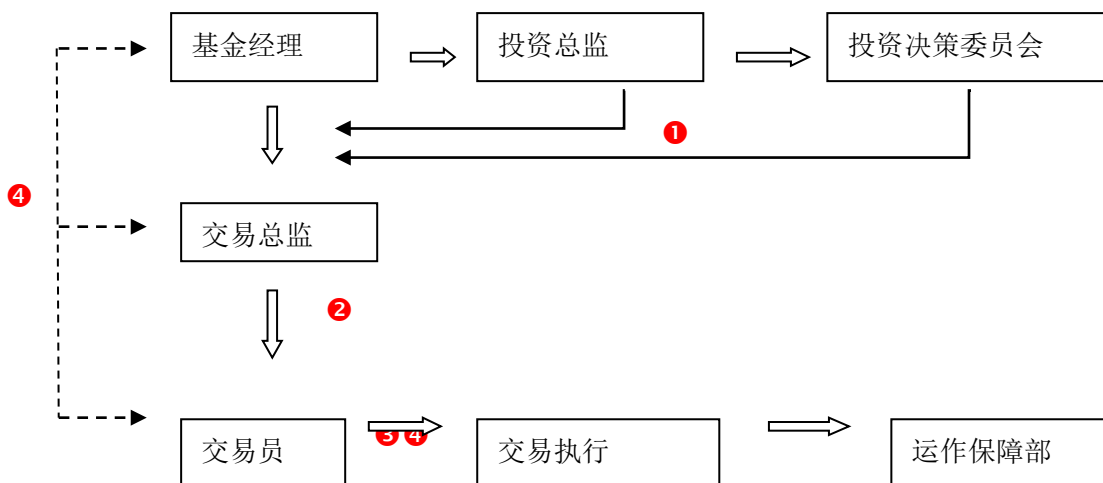 基金经理
投资总监
投资决策委员会
❶
❹
交易总监
❷
交易员
❸❹
交易执行
运作保障部